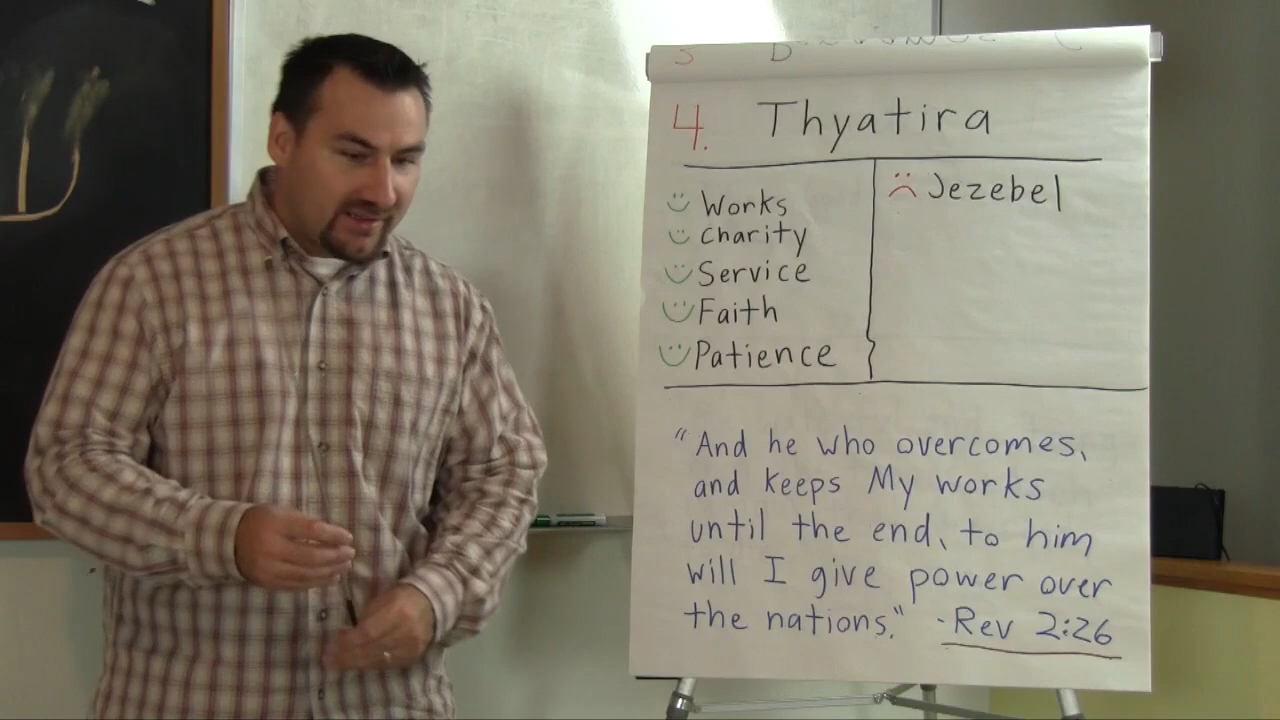 4. Thyatira
Works
Charity
Service
Faith
Patience
Jezebel
"And he who overcomes,
and keeps My works
until the end, to him
will I give power over
the nations." -Rev 2:26